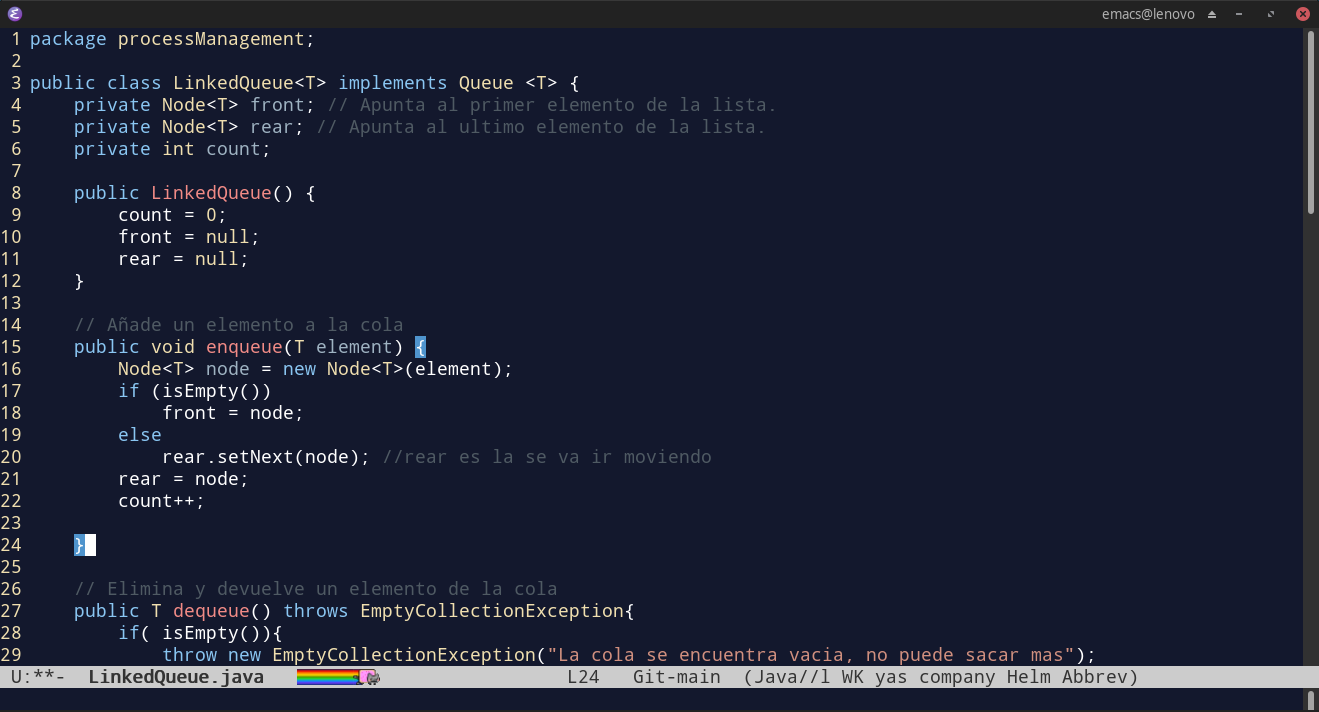 emacs@lenovo
1 package processManagement;
2
3 public class LinkedQueue<T> implements Queue <T> {
4     private Node<T> front; // Apunta al primer elemento de la lista.
5     private Node<T> rear; // Apunta al ultimo elemento de la lista.
6     private int count;
7
8     public LinkedQueue() {
9         count = 0;
10         front = null;
11         rear = null;
12     }
13
14     // Añade un elemento a la cola
15     public void enqueue(T element) {
16         Node<T> node = new Node<T>(element);
17         if (isEmpty())
18             front = node;
19         else
20             rear.setNext(node); //rear es la se va ir moviendo
21         rear = node;
22         count++;
23
24     }
25
26     // Elimina y devuelve un elemento de la cola
27     public T dequeue() throws EmptyCollectionException{
28         if( isEmpty()){
29             throw new EmptyCollectionException("La cola se encuentra vacia, no puede sacar mas");
U:**-  LinkedQueue.java  L24  Git-main  (Java//l WK yas company Helm Abbrev)